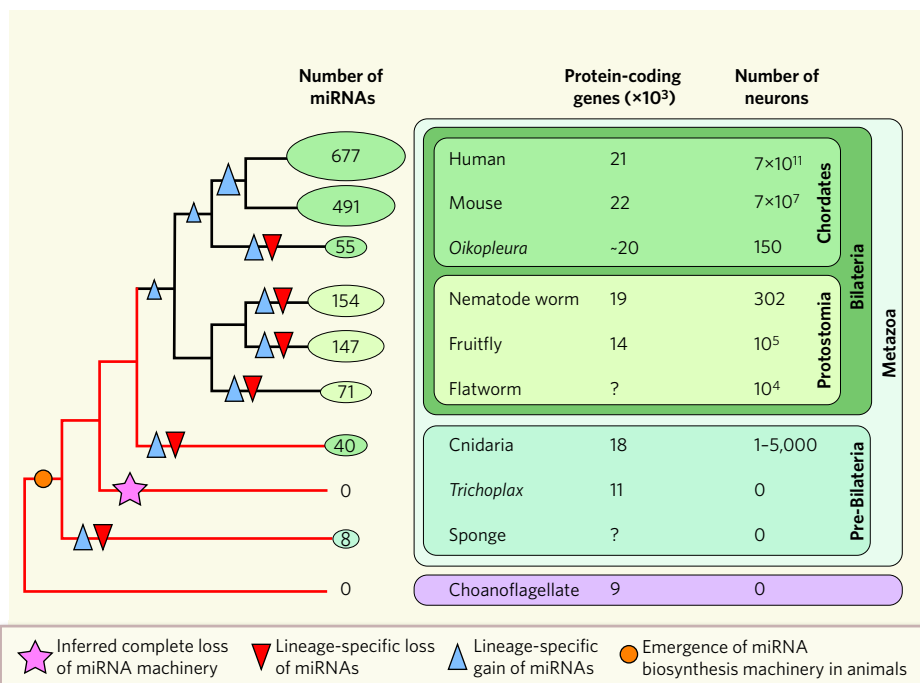 Number of
miRNAs
Protein-coding
genes (×10³)
Number of
neurons
677
Human
21
7×10¹¹
491
Mouse
22
7×10⁷
55
Oikopleura
~20
150
Chordates
154
Nematode worm
19
302
147
Fruitfly
14
10⁵
71
Flatworm
?
10⁴
Protostomia
Bilateria
40
Cnidaria
18
1–5,000
0
Trichoplax
11
0
8
Sponge
?
0
Pre-Bilateria
Metazoa
0
Choanoflagellate
9
0
Inferred complete loss
of miRNA machinery
Lineage-specific loss
of miRNAs
Lineage-specific
gain of miRNAs
Emergence of miRNA
biosynthesis machinery in animals